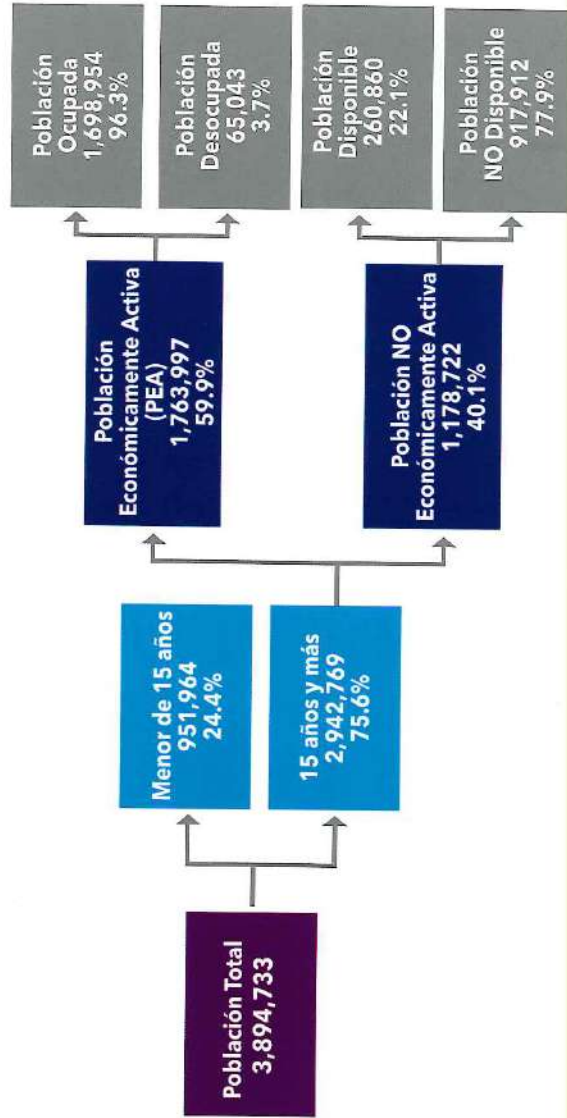 Población Total
3,894,733
Menor de 15 años
951,964
24.4%
15 años y más
2,942,769
75.6%
Población
Económicamente Activa
(PEA)
1,763,997
59.9%
Población NO
Económicamente Activa
1,178,722
40.1%
Población
Ocupada
1,698,954
96.3%
Población
Desocupada
65,043
3.7%
Población
Disponible
260,860
22.1%
Población
NO Disponible
917,912
77.9%